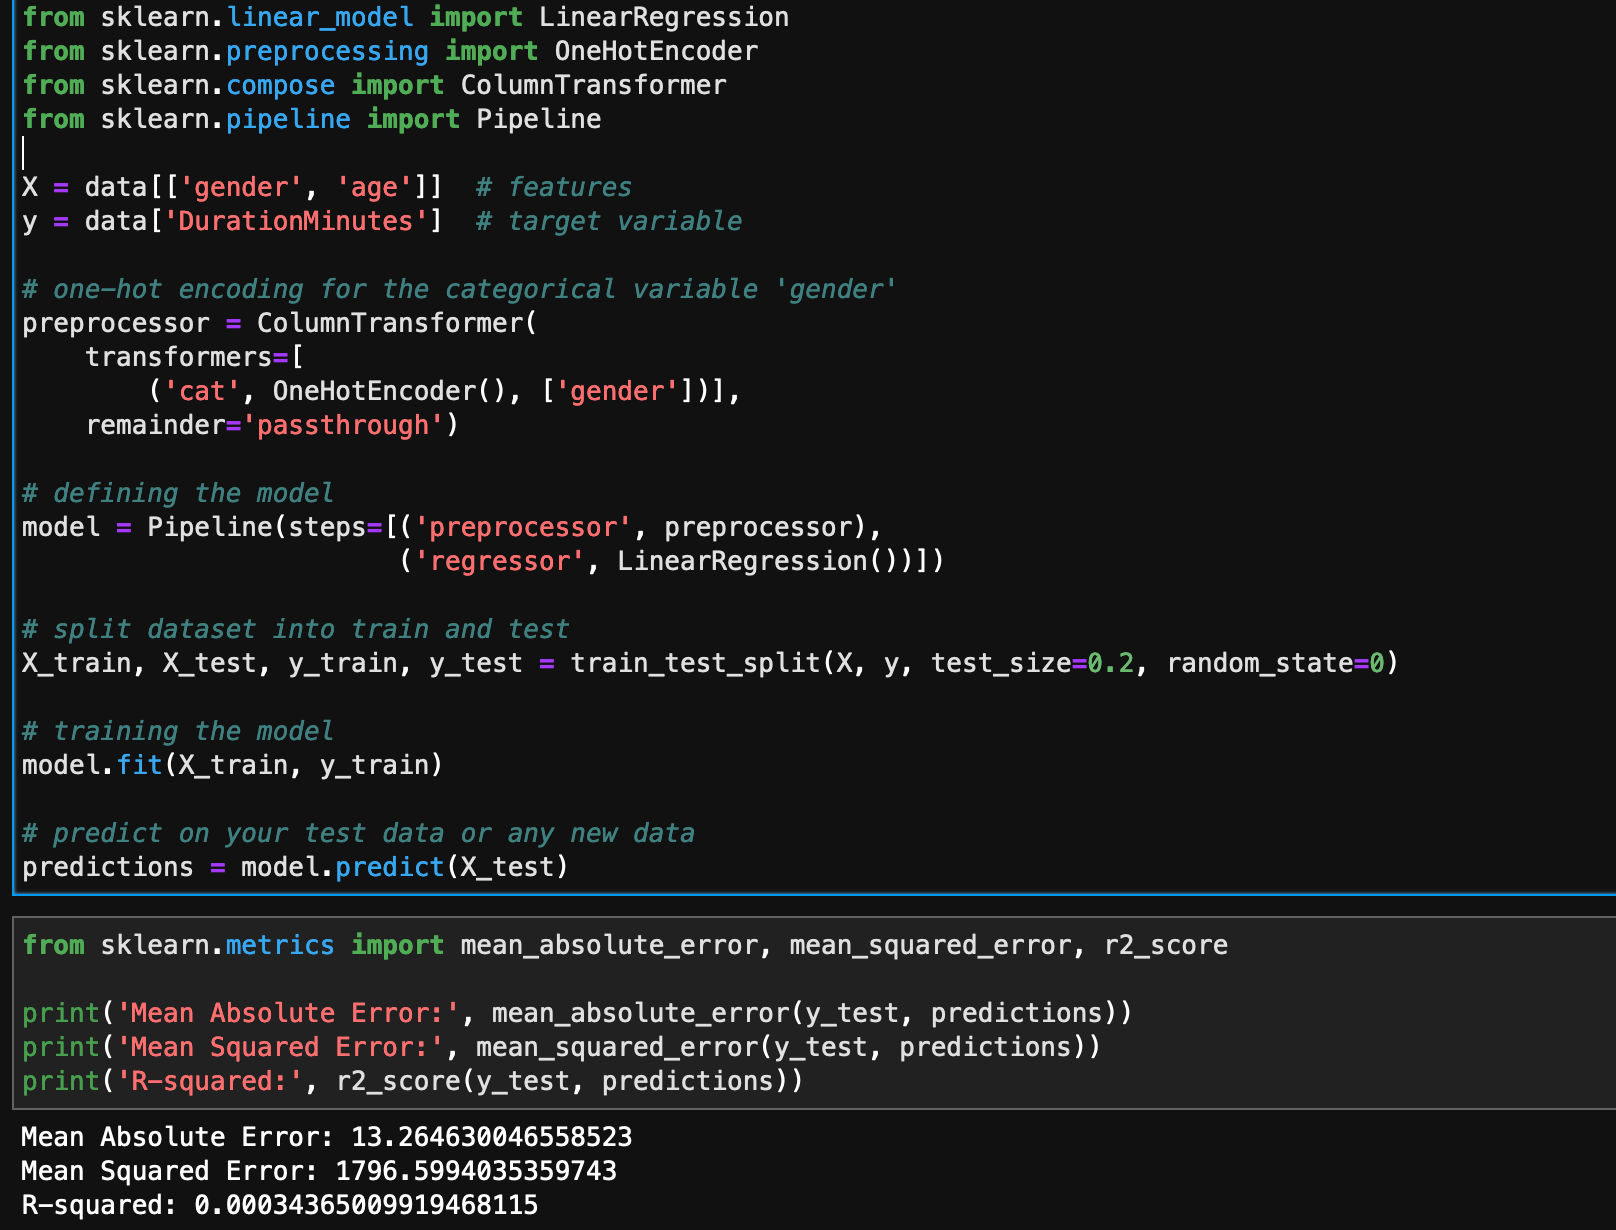 from sklearn.linear_model import LinearRegression
from sklearn.preprocessing import OneHotEncoder
from sklearn.compose import ColumnTransformer
from sklearn.pipeline import Pipeline
X = data[['gender', 'age']]  # features
y = data['DurationMinutes']  # target variable
# one-hot encoding for the categorical variable 'gender'
preprocessor = ColumnTransformer(
    transformers=[
        ('cat', OneHotEncoder(), ['gender'])],
    remainder='passthrough')
# defining the model
model = Pipeline(steps=[('preprocessor', preprocessor),
                        ('regressor', LinearRegression())])
# split dataset into train and test
X_train, X_test, y_train, y_test = train_test_split(X, y, test_size=0.2, random_state=0)
# training the model
model.fit(X_train, y_train)
# predict on your test data or any new data
predictions = model.predict(X_test)
from sklearn.metrics import mean_absolute_error, mean_squared_error, r2_score
print('Mean Absolute Error:', mean_absolute_error(y_test, predictions))
print('Mean Squared Error:', mean_squared_error(y_test, predictions))
print('R-squared:', r2_score(y_test, predictions))
Mean Absolute Error: 13.264630046558523
Mean Squared Error: 1796.5994035359743
R-squared: 0.00034365009919468115